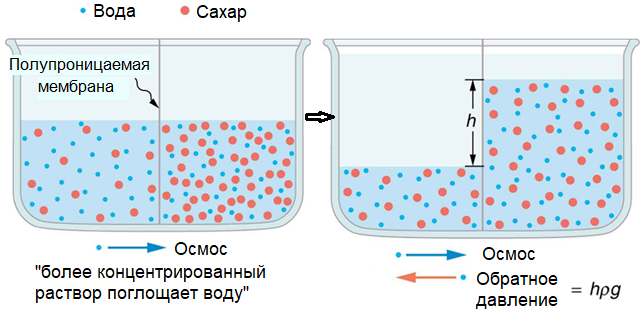 Вода
Сахар
Полупроницаемая
мембрана
h
Осмос
"более концентрированный
раствор поглощает воду"
Осмос
Обратное
давление
= hρg